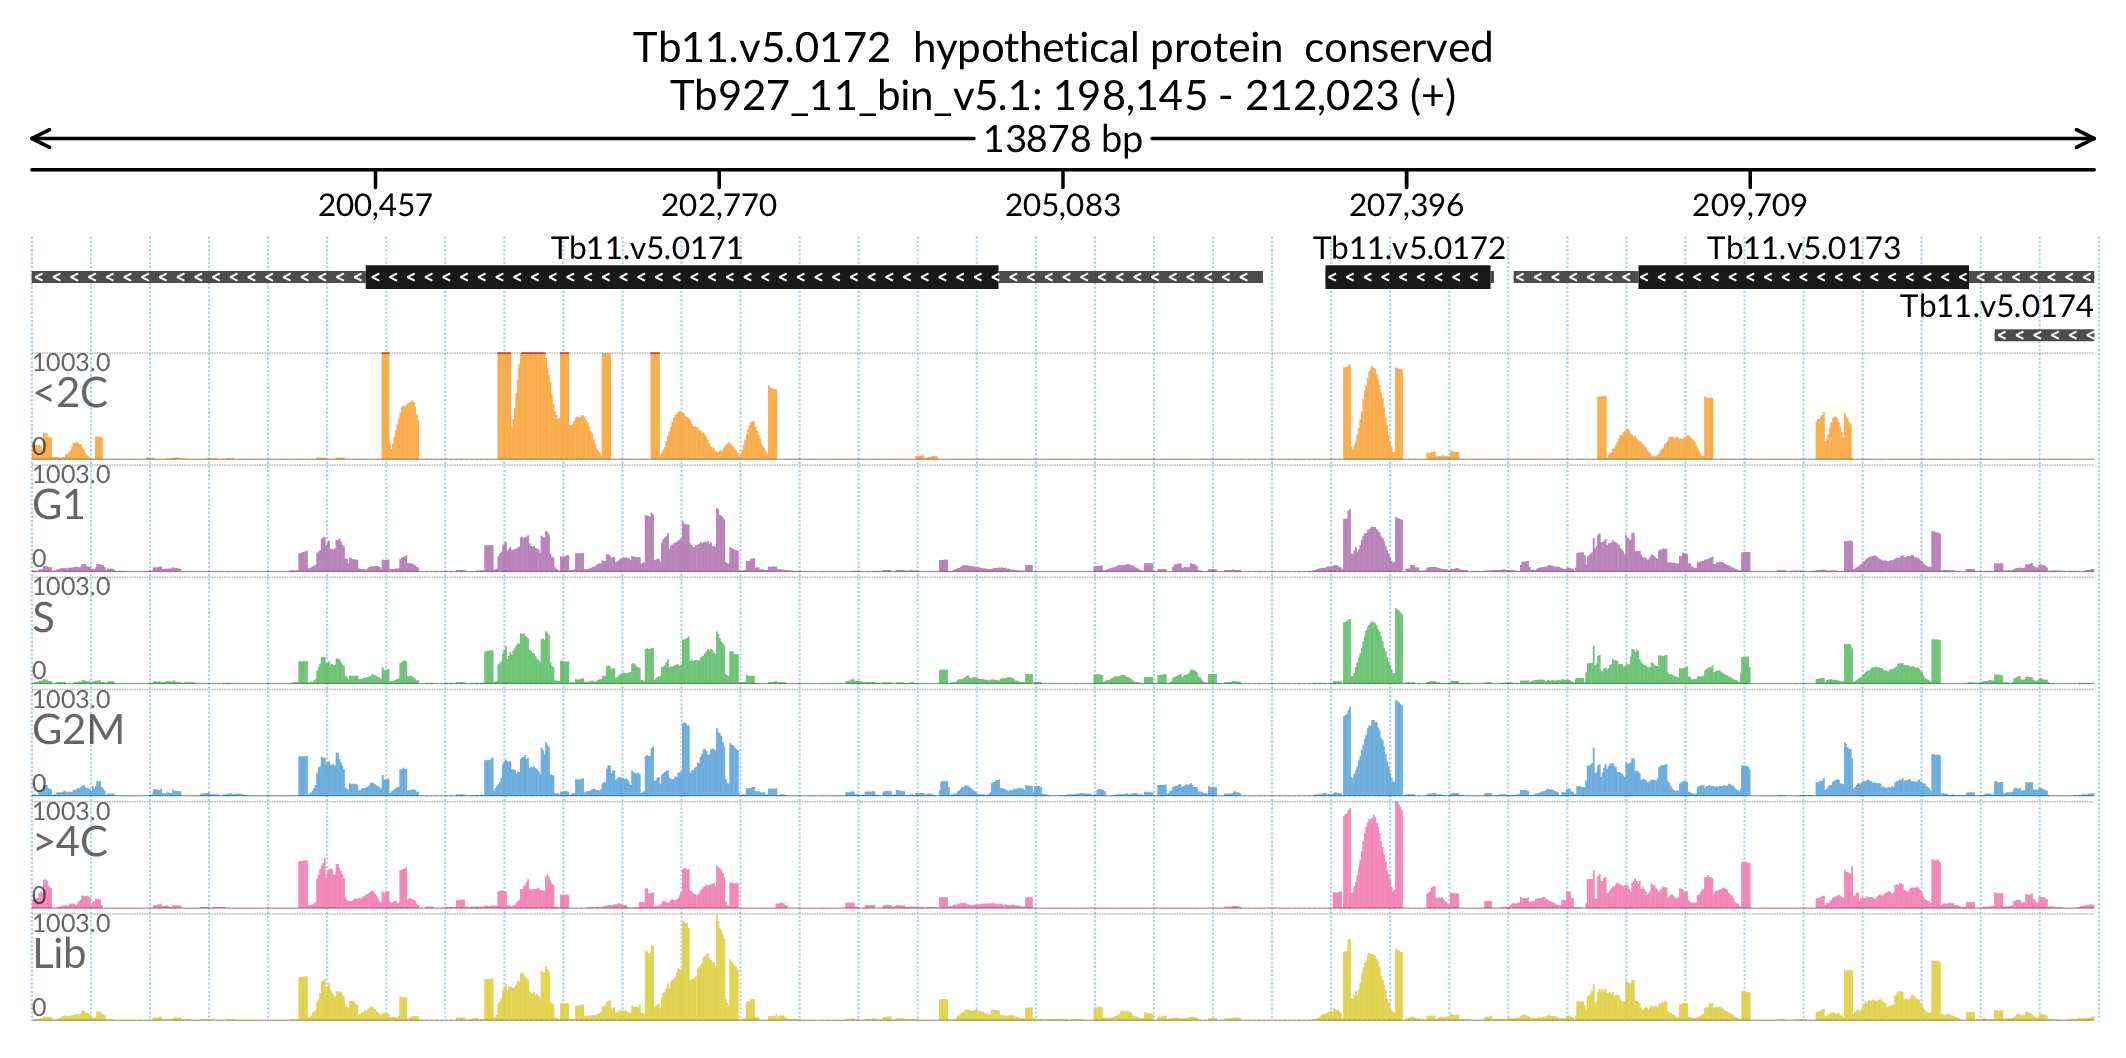 Tb11.v5.0172 hypothetical protein conserved
Tb927_11_bin_v5.1: 198,145 - 212,023 (+)
13878 bp
200,457 202,770 205,083 207,396 209,709
Tb11.v5.0171 Tb11.v5.0172 Tb11.v5.0173
Tb11.v5.0174
1003.0
<2C
0
1003.0
G1
0
1003.0
S
0
1003.0
G2M
0
1003.0
>4C
0
1003.0
Lib
0